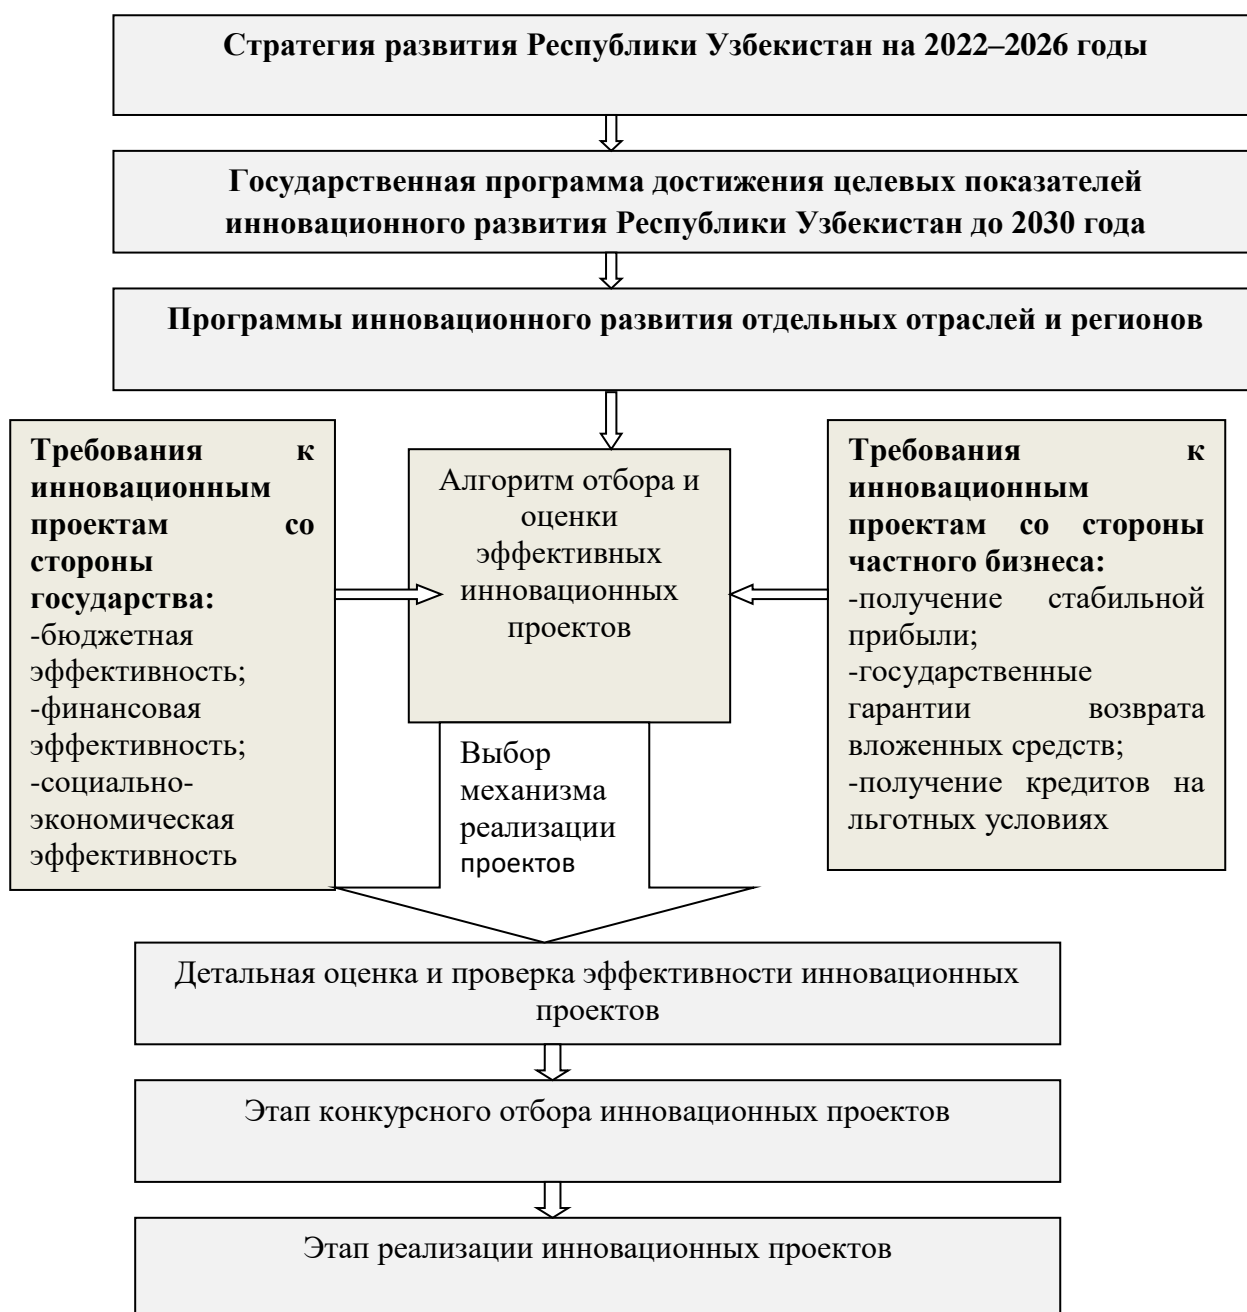 Стратегия развития Республики Узбекистан на 2022–2026 годы
Государственная программа достижения целевых показателей
инновационного развития Республики Узбекистан до 2030 года
Программы инновационного развития отдельных отраслей и регионов
Требования к
инновационным
проектам со
стороны
государства:
-бюджетная
эффективность;
-финансовая
эффективность;
-социально-
экономическая
эффективность
Алгоритм отбора и
оценки
эффективных
инновационных
проектов
Требования к
инновационным
проектам со стороны
частного бизнеса:
-получение стабильной
прибыли;
-государственные
гарантии возврата
вложенных средств;
-получение кредитов на
льготных условиях
Выбор
механизма
реализации
проектов
Детальная оценка и проверка эффективности инновационных
проектов
Этап конкурсного отбора инновационных проектов
Этап реализации инновационных проектов